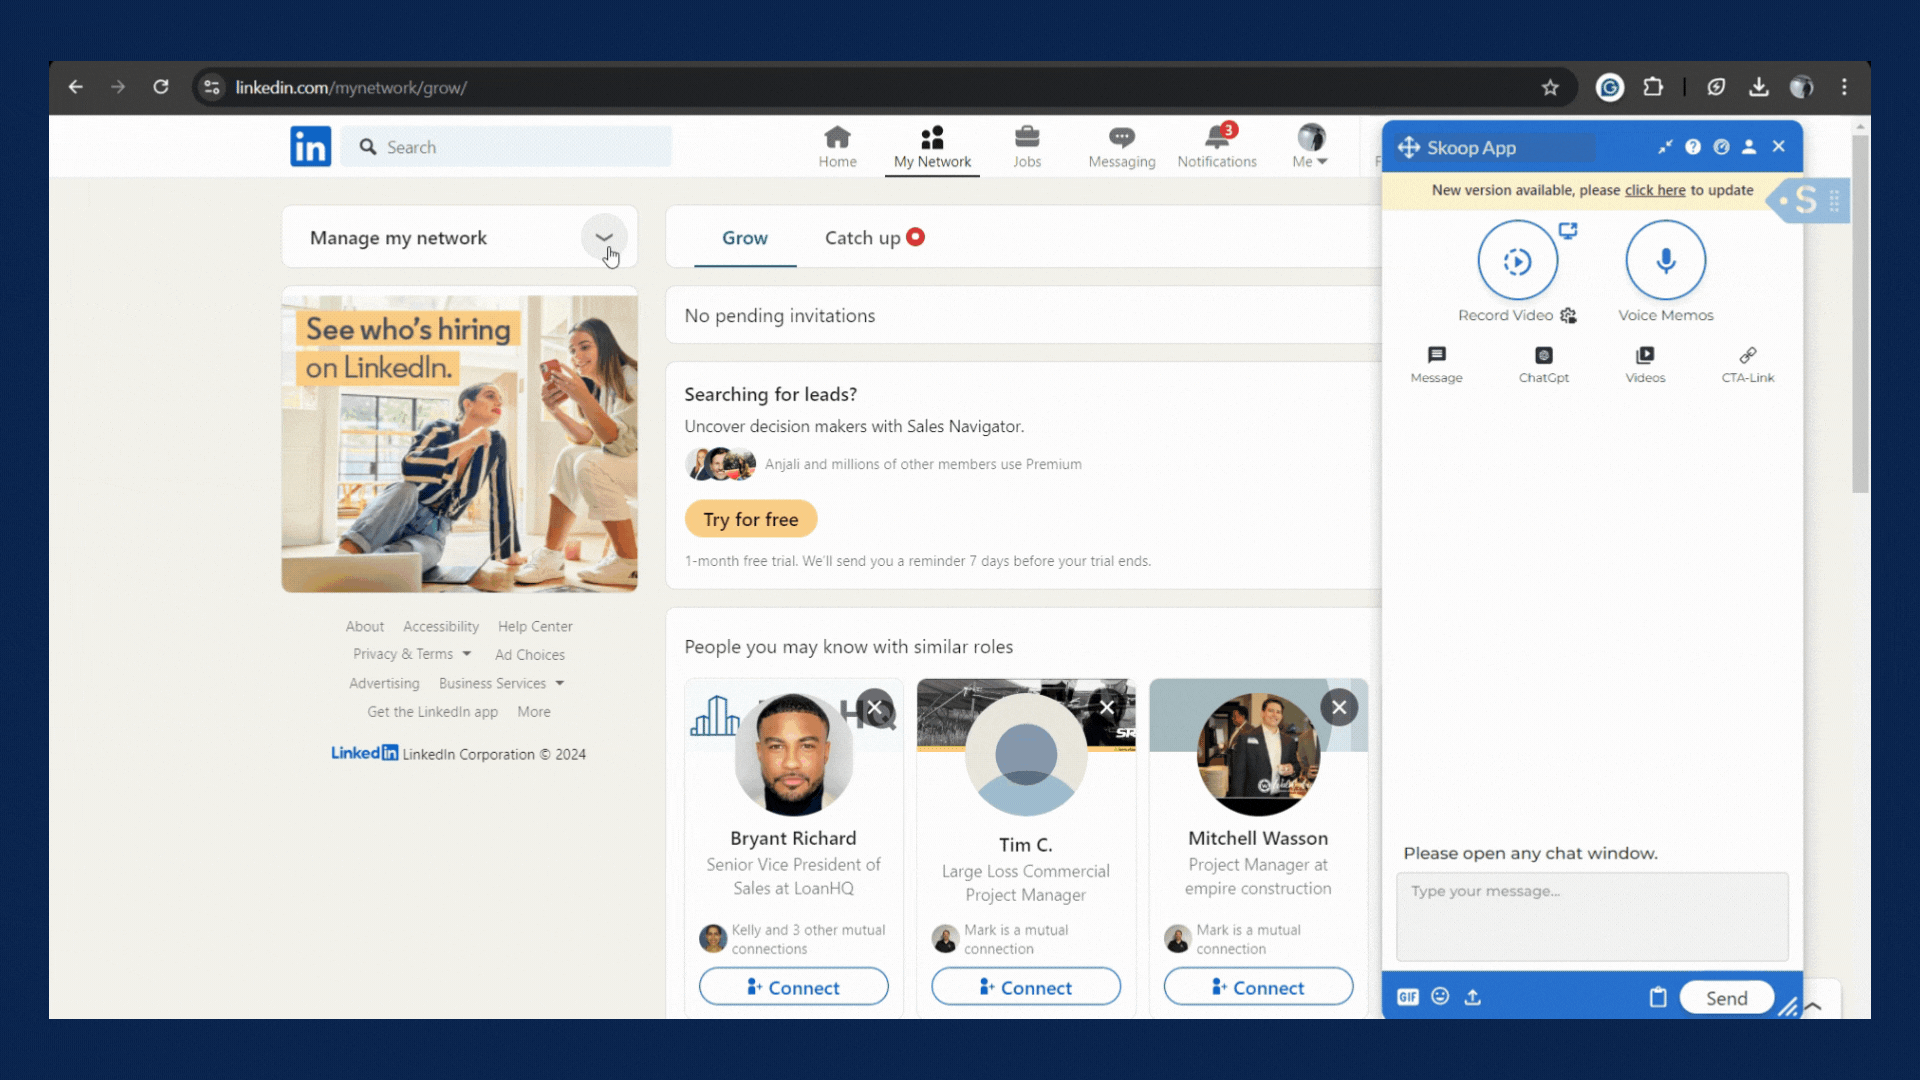 linkedin.com/mynetwork/grow/
in
Search
Home
My Network
Jobs
Messaging
3
Notifications
Me
Manage my network
Grow
Catch up
See who's hiring
on LinkedIn.
No pending invitations
Searching for leads?
Uncover decision makers with Sales Navigator.
Anjali and millions of other members use Premium
Try for free
1-month free trial. We'll send you a reminder 7 days before your trial ends.
About Accessibility Help Center
Privacy & Terms Ad Choices
Advertising Business Services
Get the LinkedIn app More
LinkedIn LinkedIn Corporation © 2024
People you may know with similar roles
HQ
Bryant Richard
Senior Vice President of
Sales at LoanHQ
Kelly and 3 other mutual
connections
Connect
Tim C.
Large Loss Commercial
Project Manager
Mark is a mutual
connection
Connect
Mitchell Wasson
Project Manager at
empire construction
Mark is a mutual
connection
Connect
Skoop App
New version available, please click here to update
S
Record Video
Voice Memos
Message
ChatGpt
Videos
CTA-Link
Please open any chat window.
Type your message...
GIF
Send